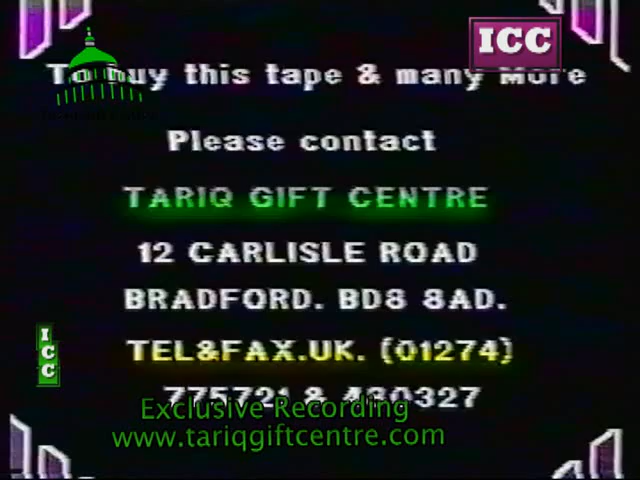 ICC
To buy this tape & many More
Please contact
TARIQ GIFT CENTRE
12 CARLISLE ROAD
BRADFORD. BD8 8AD.
I
C
C
TEL&FAX.UK. (01274)
775721 & 480327
Exclusive Recording
www.tariqgiftcentre.com